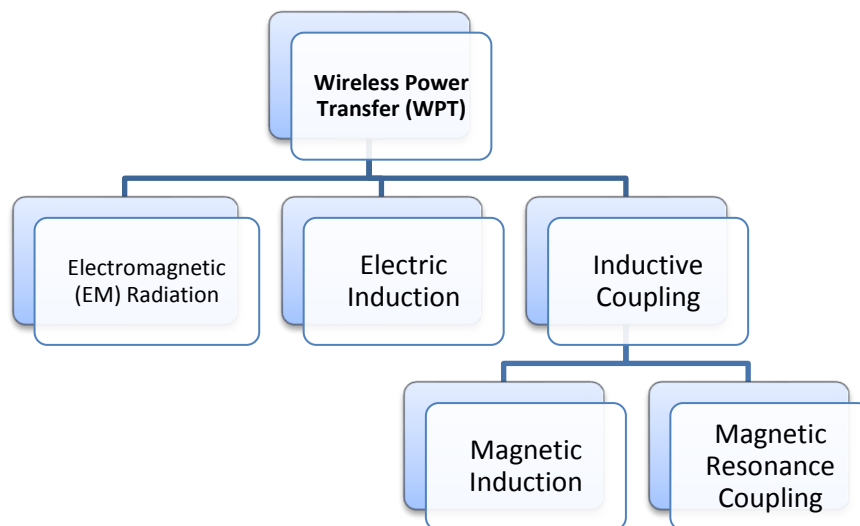 Wireless Power
Transfer (WPT)
Electromagnetic
(EM) Radiation
Electric
Induction
Inductive
Coupling
Magnetic
Induction
Magnetic
Resonance
Coupling